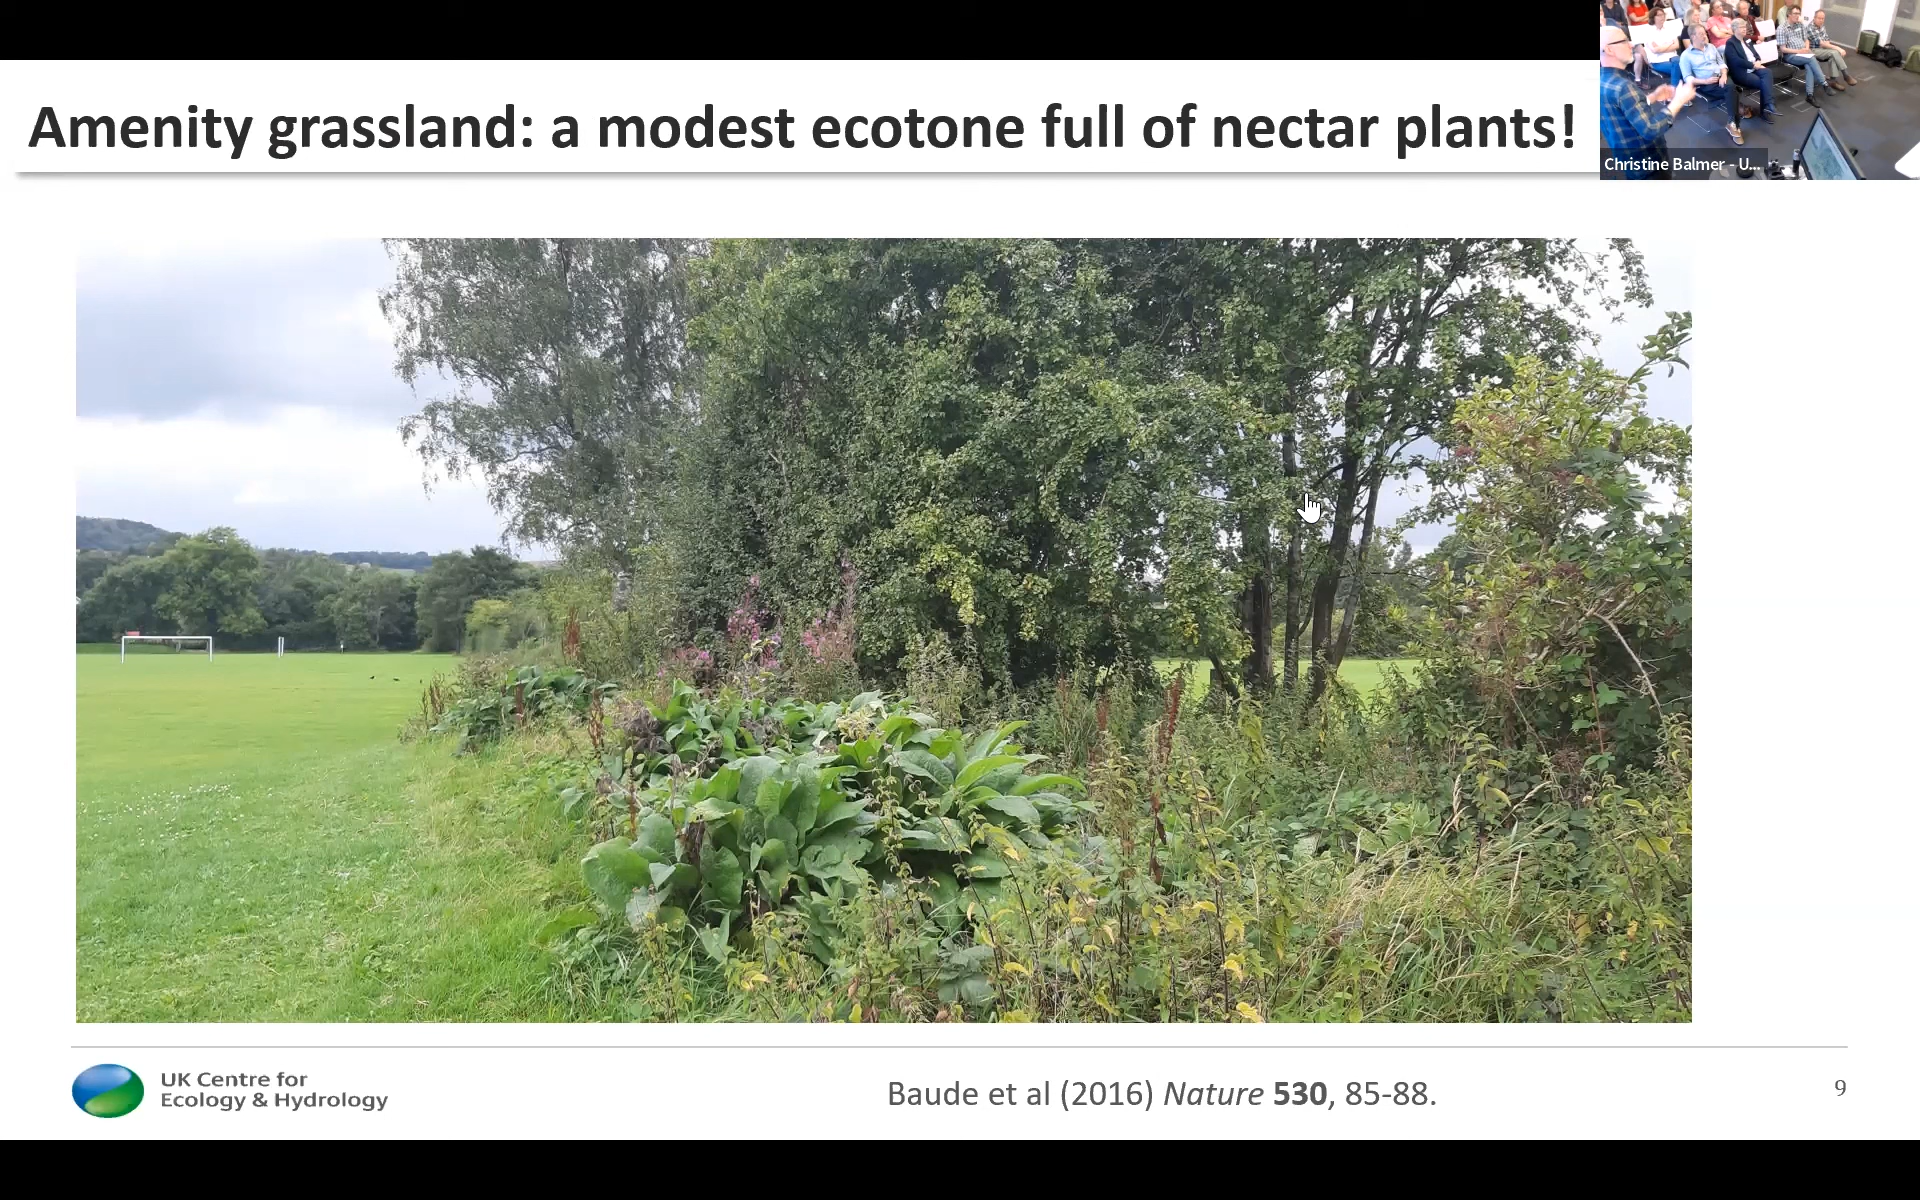 Amenity grassland: a modest ecotone full of nectar plants!
Christine Balmer - U...
UK Centre for
Ecology & Hydrology
Baude et al (2016) Nature 530, 85-88.
9